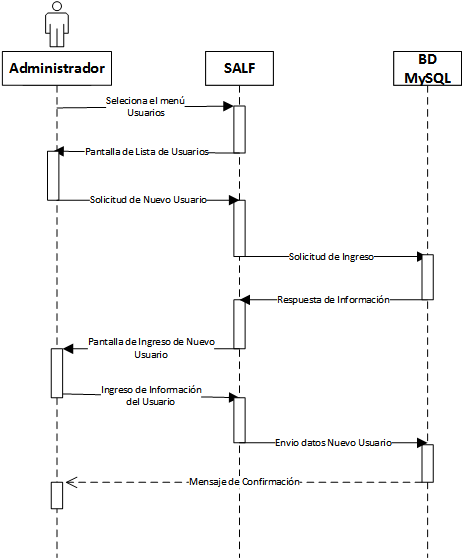 Administrador
SALF
BD
MySQL
Seleciona el menú
Usuarios
Pantalla de Lista de Usuarios
Solicitud de Nuevo Usuario
Solicitud de Ingreso
Respuesta de Información
Pantalla de Ingreso de Nuevo
Usuario
Ingreso de Información
del Usuario
Envio datos Nuevo Usuario
Mensaje de Confirmación